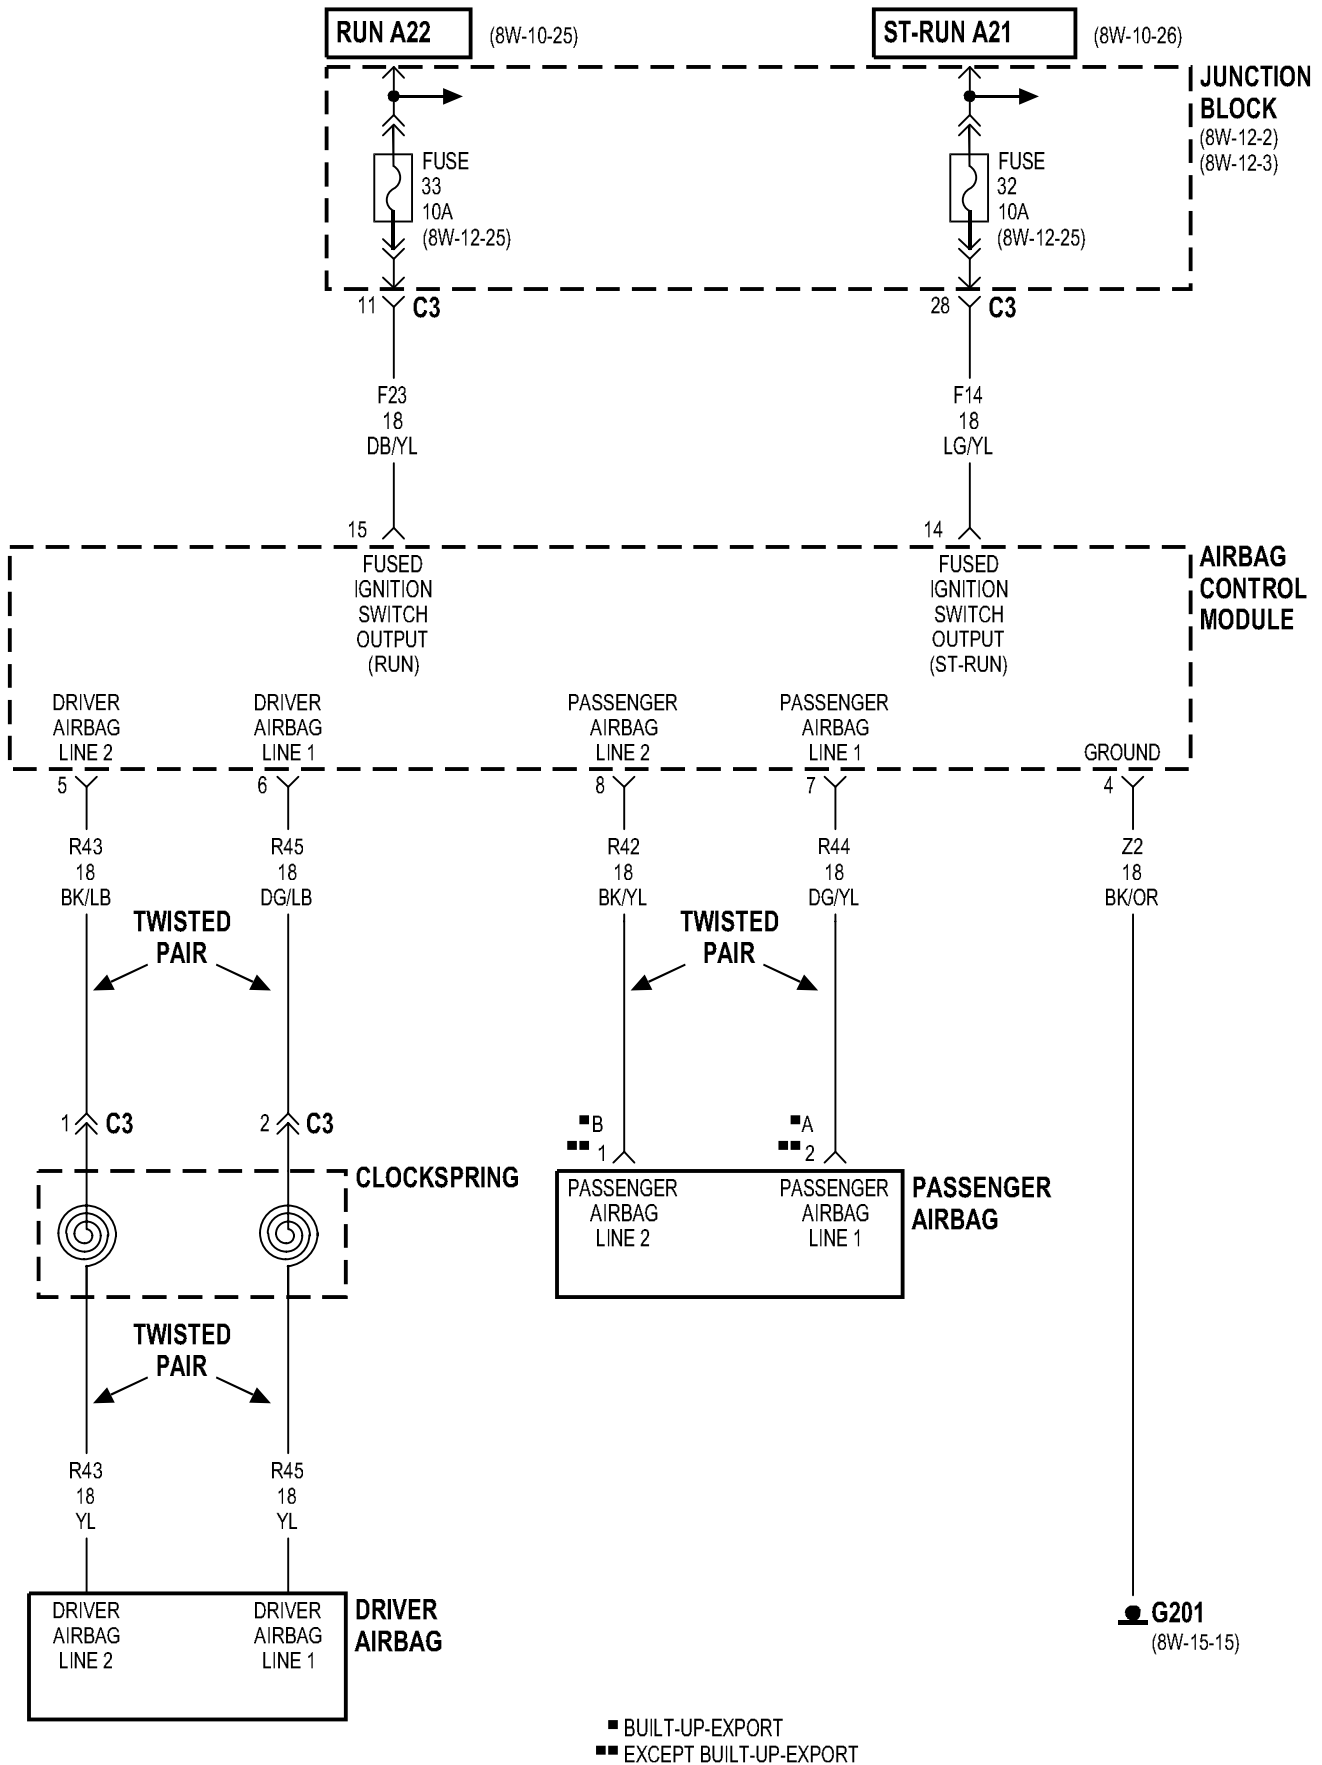 RUN A22
(8W-10-25)
ST-RUN A21
(8W-10-26)
JUNCTION
BLOCK
(8W-12-2)
(8W-12-3)
FUSE
33
10A
(8W-12-25)
FUSE
32
10A
(8W-12-25)
11
C3
28
C3
F23
18
DB/YL
F14
18
LG/YL
15
14
FUSED
IGNITION
SWITCH
OUTPUT
(RUN)
FUSED
IGNITION
SWITCH
OUTPUT
(ST-RUN)
AIRBAG
CONTROL
MODULE
DRIVER
AIRBAG
LINE 2
DRIVER
AIRBAG
LINE 1
PASSENGER
AIRBAG
LINE 2
PASSENGER
AIRBAG
LINE 1
GROUND
5
6
8
7
4
R43
18
BK/LB
R45
18
DG/LB
R42
18
BK/YL
R44
18
DG/YL
Z2
18
BK/OR
TWISTED
PAIR
TWISTED
PAIR
1
C3
2
C3
B
1
A
2
CLOCKSPRING
PASSENGER
AIRBAG
LINE 2
PASSENGER
AIRBAG
LINE 1
PASSENGER
AIRBAG
TWISTED
PAIR
R43
18
YL
R45
18
YL
DRIVER
AIRBAG
LINE 2
DRIVER
AIRBAG
LINE 1
DRIVER
AIRBAG
G201
(8W-15-15)
BUILT-UP-EXPORT
EXCEPT BUILT-UP-EXPORT